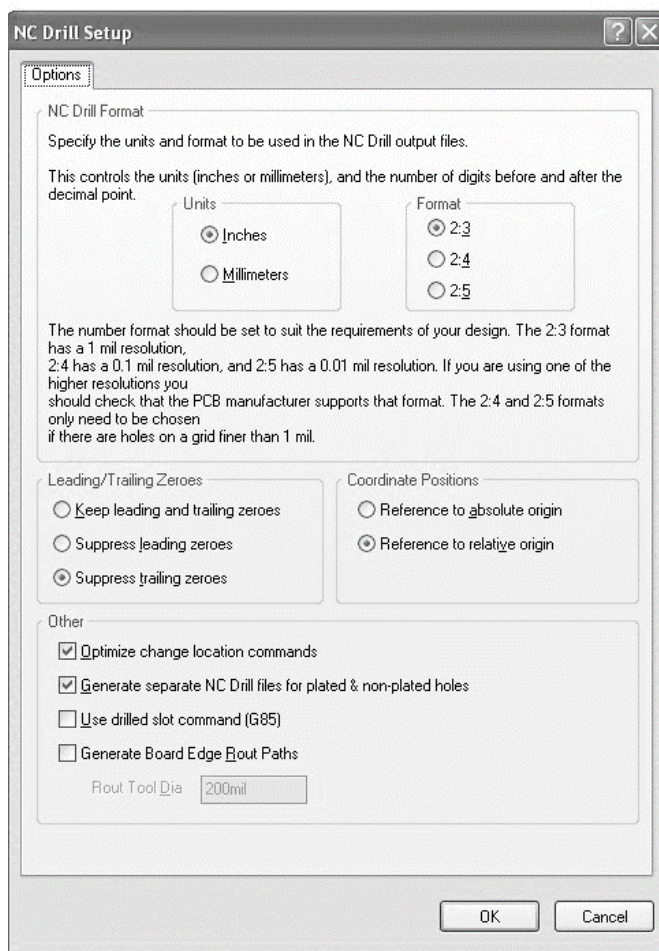 NC Drill Setup
Options
NC Drill Format
Specify the units and format to be used in the NC Drill output files.
This controls the units (inches or millimeters), and the number of digits before and after the
decimal point.
Units
Inches
Millimeters
Format
2:3
2:4
2:5
The number format should be set to suit the requirements of your design. The 2:3 format
has a 1 mil resolution,
2:4 has a 0.1 mil resolution, and 2:5 has a 0.01 mil resolution. If you are using one of the
higher resolutions you
should check that the PCB manufacturer supports that format. The 2:4 and 2:5 formats
only need to be chosen
if there are holes on a grid finer than 1 mil.
Leading/Trailing Zeroes
Keep leading and trailing zeroes
Suppress leading zeroes
Suppress trailing zeroes
Coordinate Positions
Reference to absolute origin
Reference to relative origin
Other
Optimize change location commands
Generate separate NC Drill files for plated & non-plated holes
Use drilled slot command (G85)
Generate Board Edge Rout Paths
Rout Tool Dia 200mil
OK Cancel